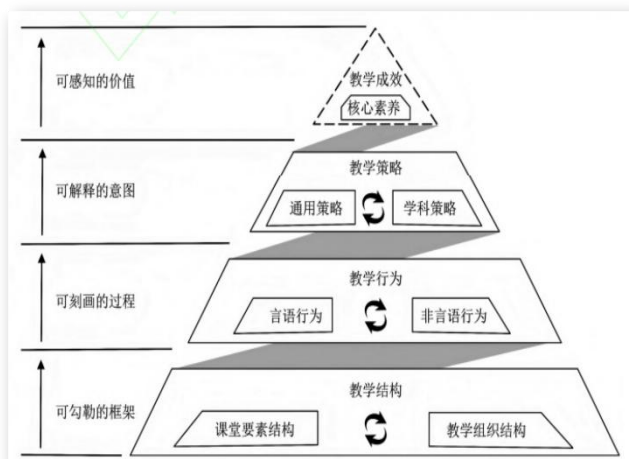 教学成效
可感知的价值
核心素养
教学策略
可解释的意图
通用策略 学科策略
教学行为
可刻画的过程
言语行为 非言语行为
教学结构
可勾勒的框架
课堂要素结构 教学组织结构